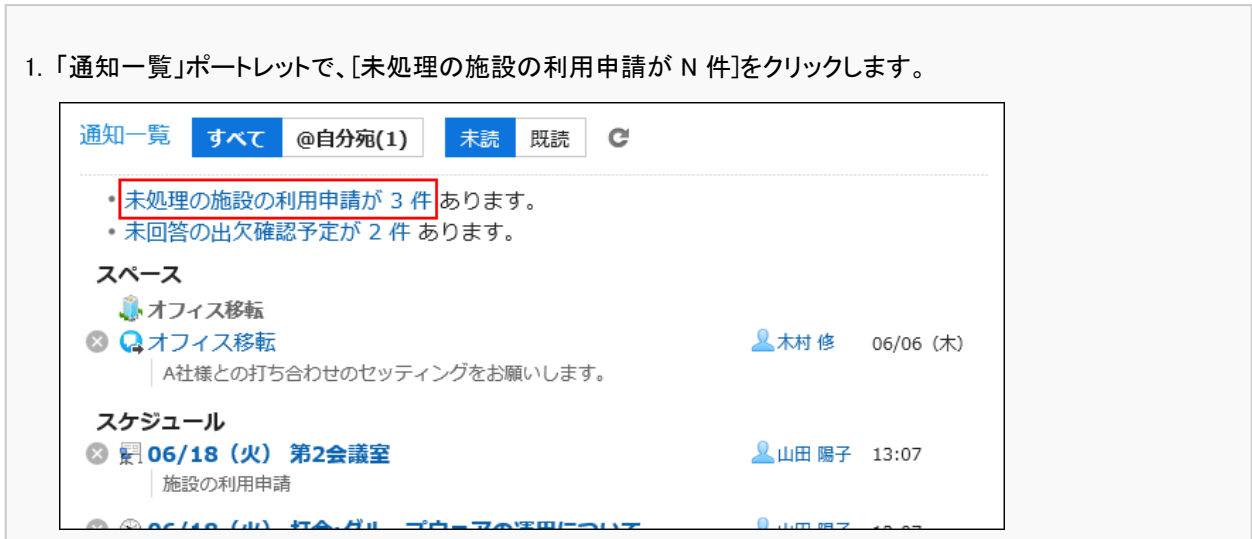 1. 「通知一覧」ポートレットで、[未処理の施設の利用申請が N 件]をクリックします。
通知一覧 すべて @自分宛(1) 未読 既読
• 未処理の施設の利用申請が 3 件 あります。
• 未回答の出欠確認予定が 2 件 あります。
スペース
オフィス移転
オフィス移転 木村 修 06/06（木）
A社様との打ち合わせのセッティングをお願いします。
スケジュール
06/18（火） 第2会議室 山田 陽子 13:07
施設の利用申請